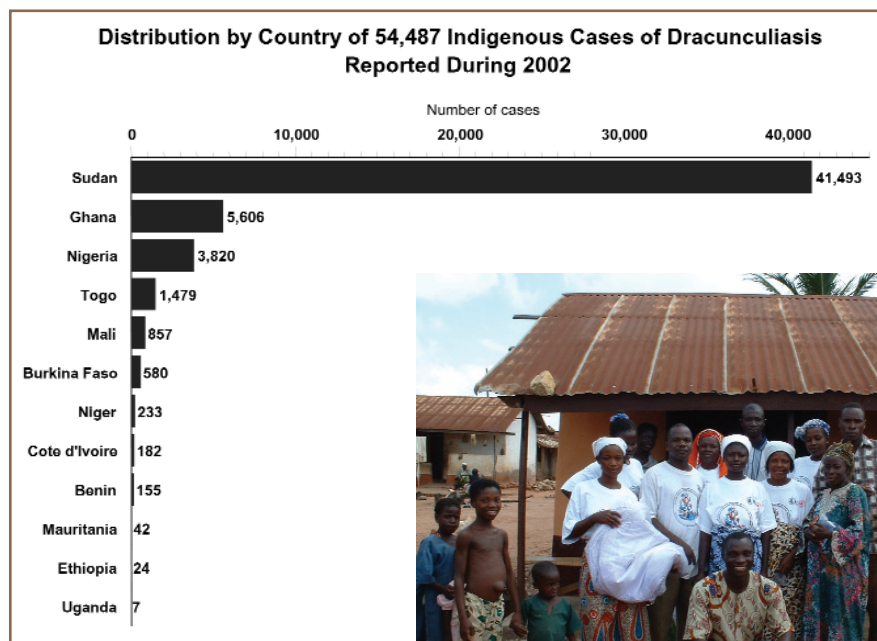 Distribution by Country of 54,487 Indigenous Cases of Dracunculiasis
Reported During 2002
Number of cases
0 10,000 20,000 30,000 40,000
Sudan 41,493
Ghana 5,606
Nigeria 3,820
Togo 1,479
Mali 857
Burkina Faso 580
Niger 233
Cote d'Ivoire 182
Benin 155
Mauritania 42
Ethiopia 24
Uganda 7